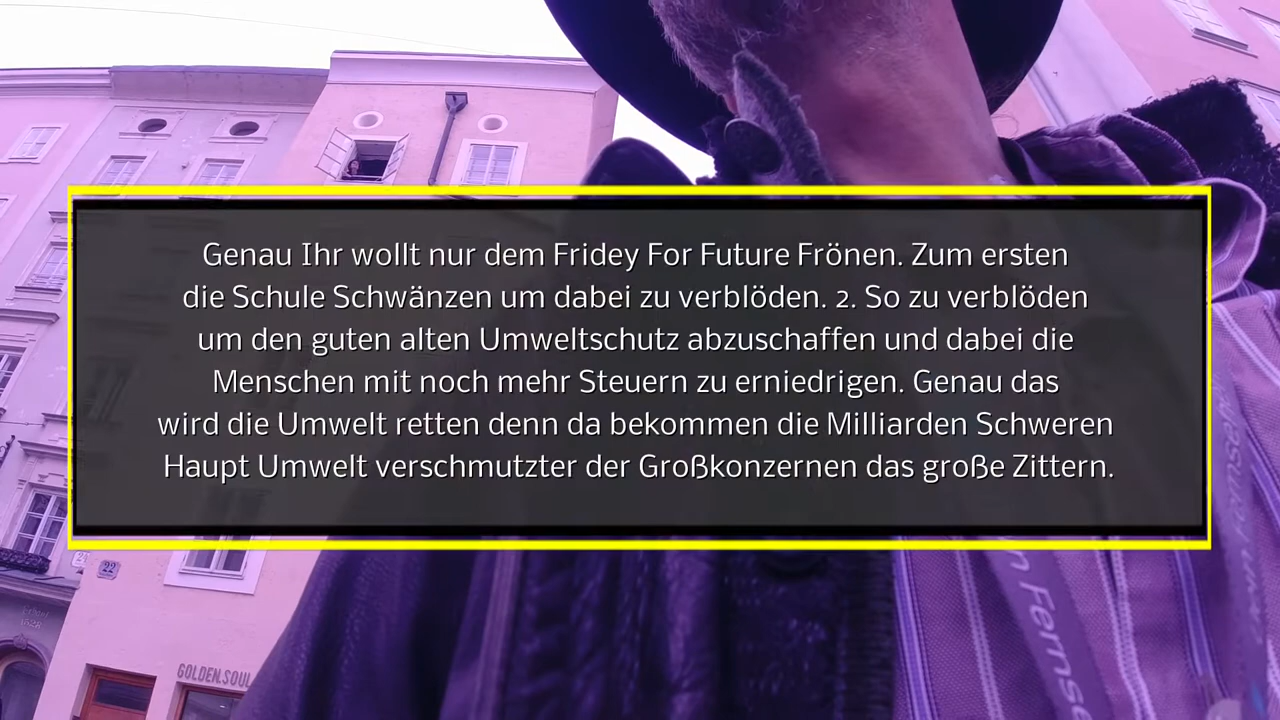 Genau Ihr wollt nur dem Fridey For Future Frönen. Zum ersten
die Schule Schwänzen um dabei zu verblöden. 2. So zu verblöden
um den guten alten Umweltschutz abzuschaffen und dabei die
Menschen mit noch mehr Steuern zu erniedrigen. Genau das
wird die Umwelt retten denn da bekommen die Milliarden Schweren
Haupt Umwelt verschmutzter der Großkonzernen das große Zittern.
22
GOLDEN.SOUL